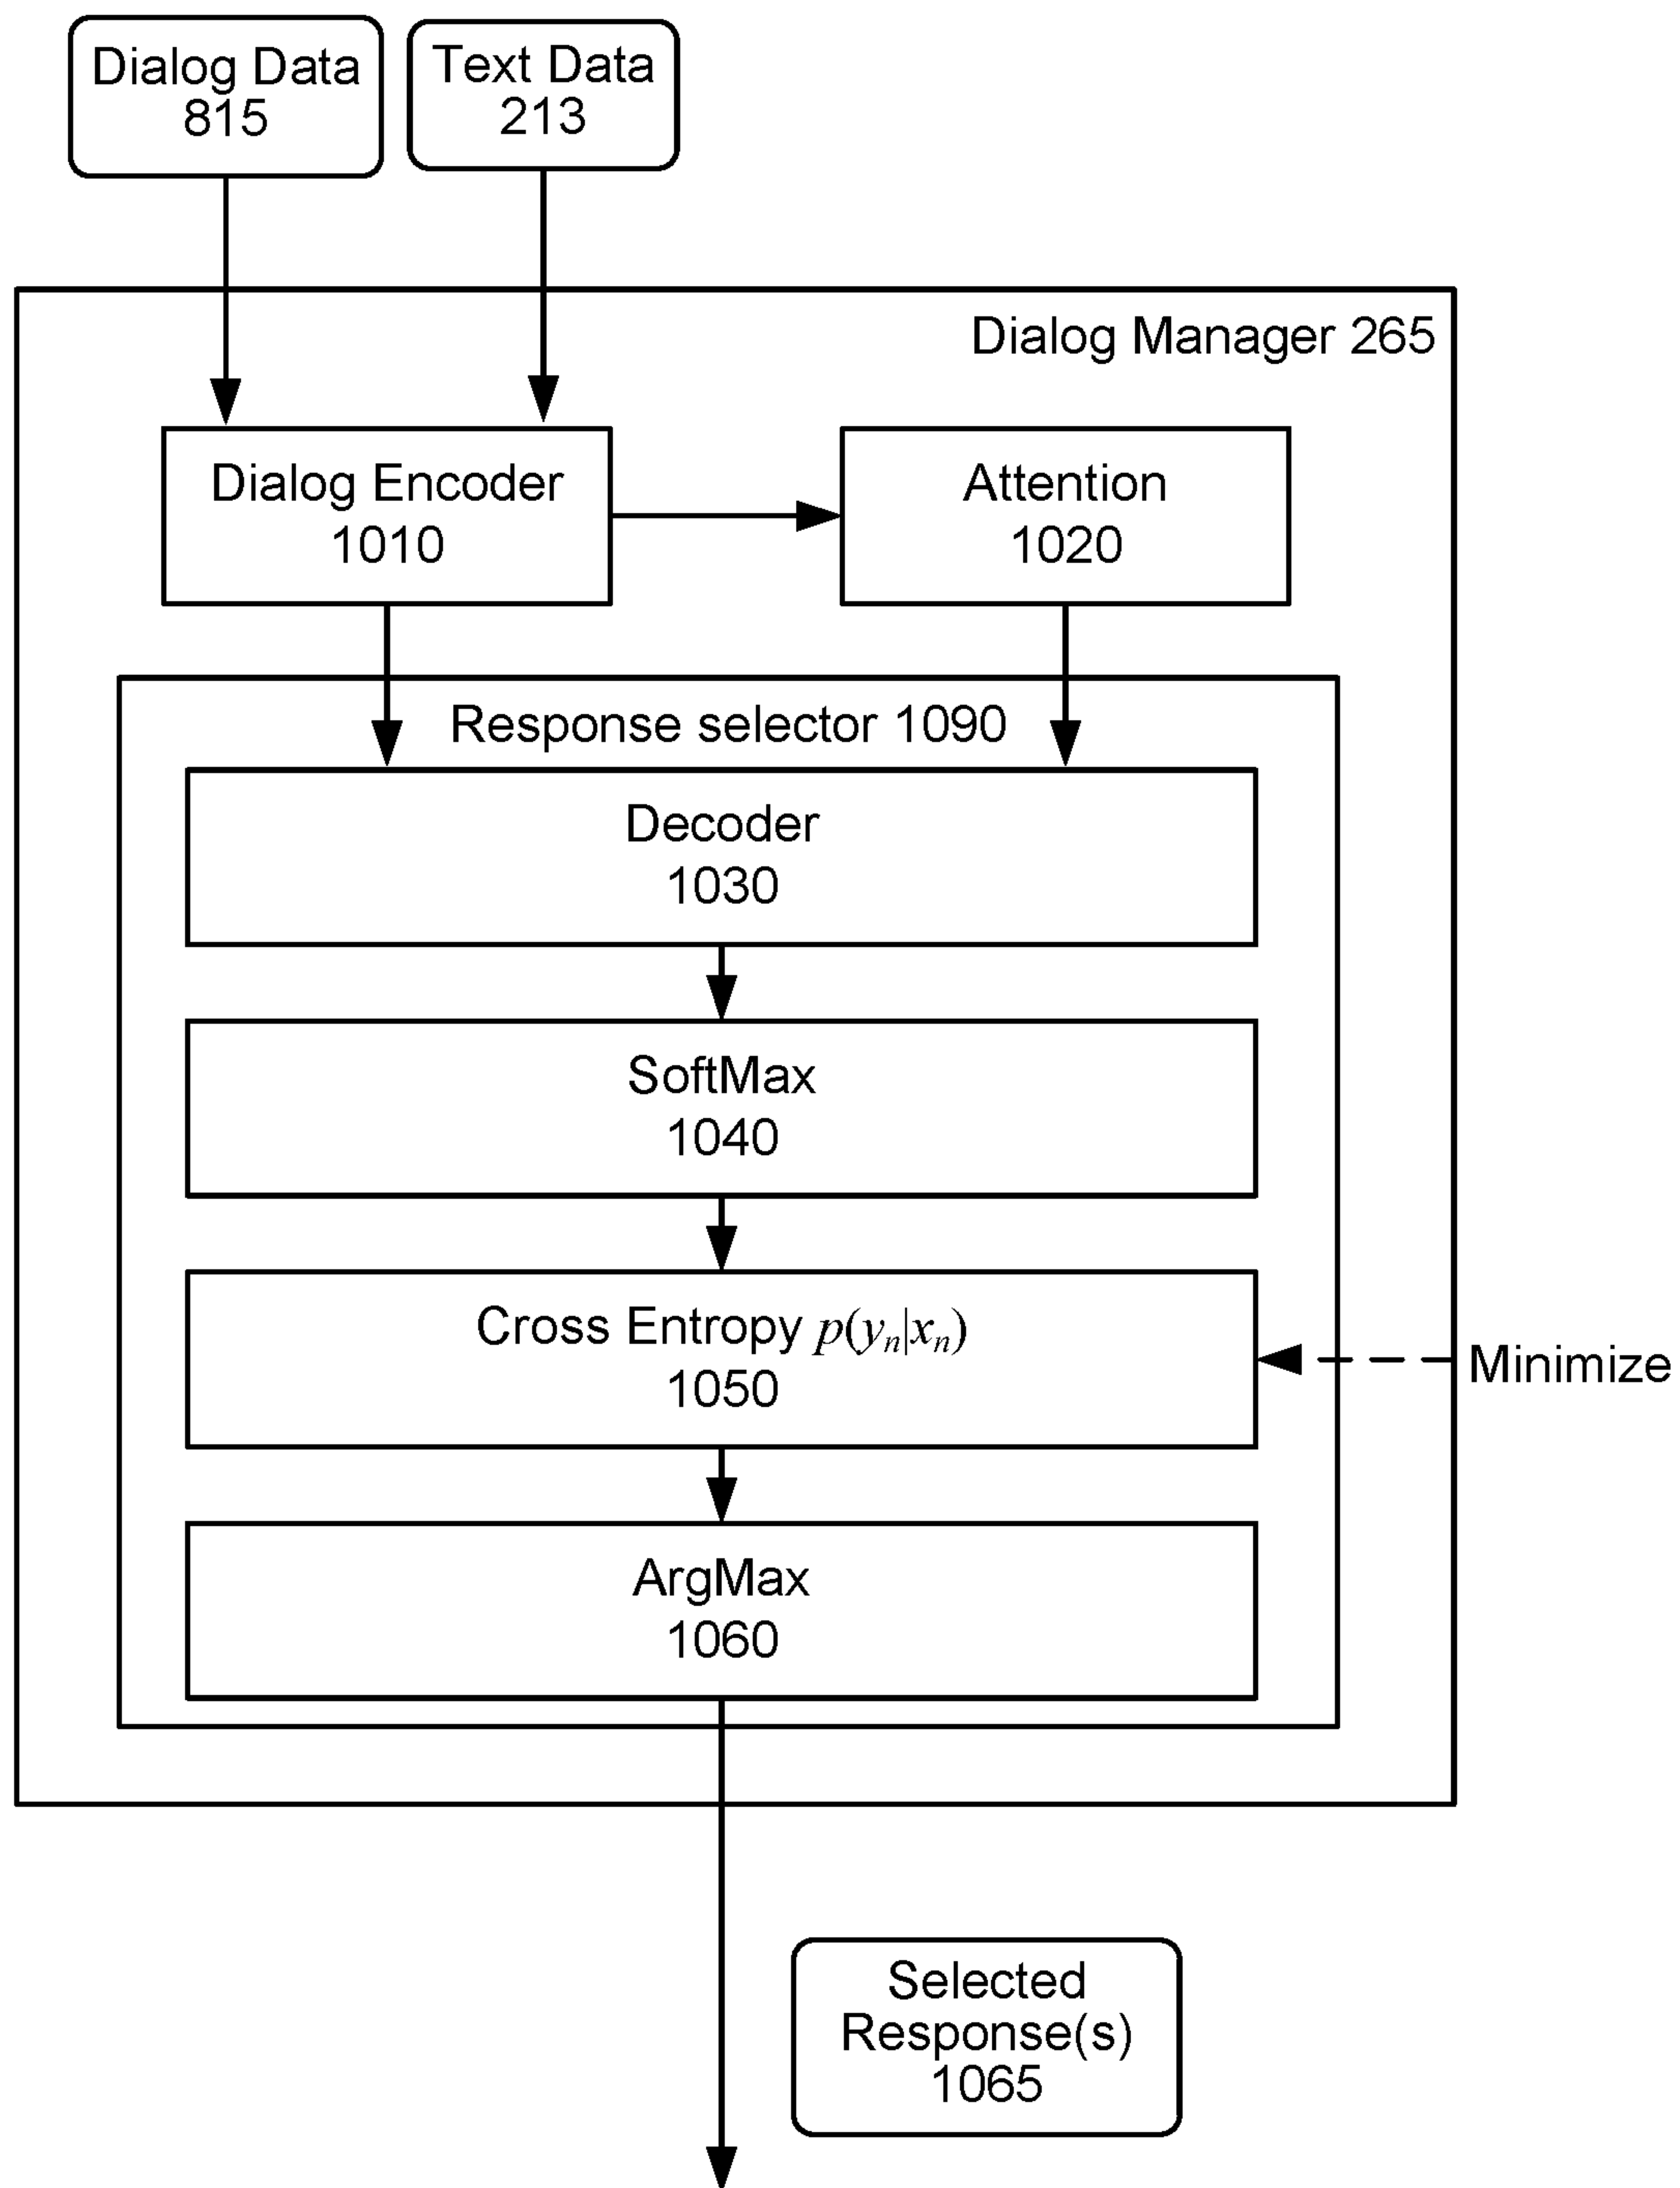 Dialog Data
815
Text Data
213
Dialog Manager 265
Dialog Encoder
1010
Attention
1020
Response selector 1090
Decoder
1030
SoftMax
1040
Cross Entropy p(yₙ|xₙ)
1050
Minimize
ArgMax
1060
Selected
Response(s)
1065